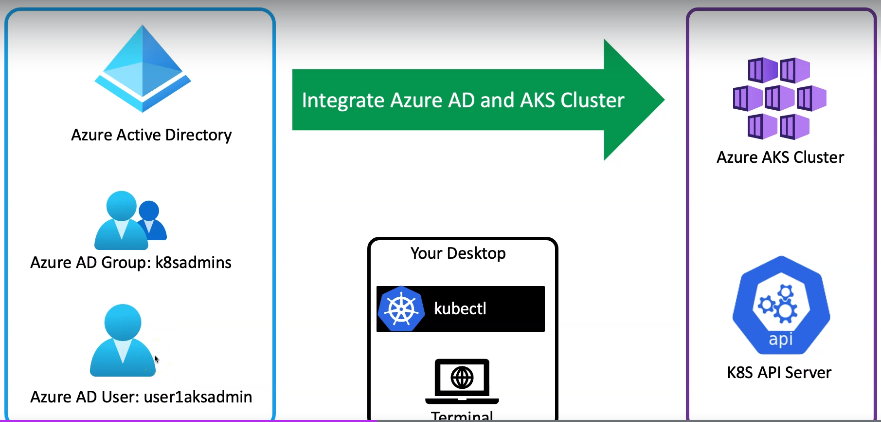 Azure Active Directory
Azure AD Group: k8sadmins
Azure AD User: user1aksadmin
Integrate Azure AD and AKS Cluster
Your Desktop
kubectl
Terminal
Azure AKS Cluster
api
K8S API Server